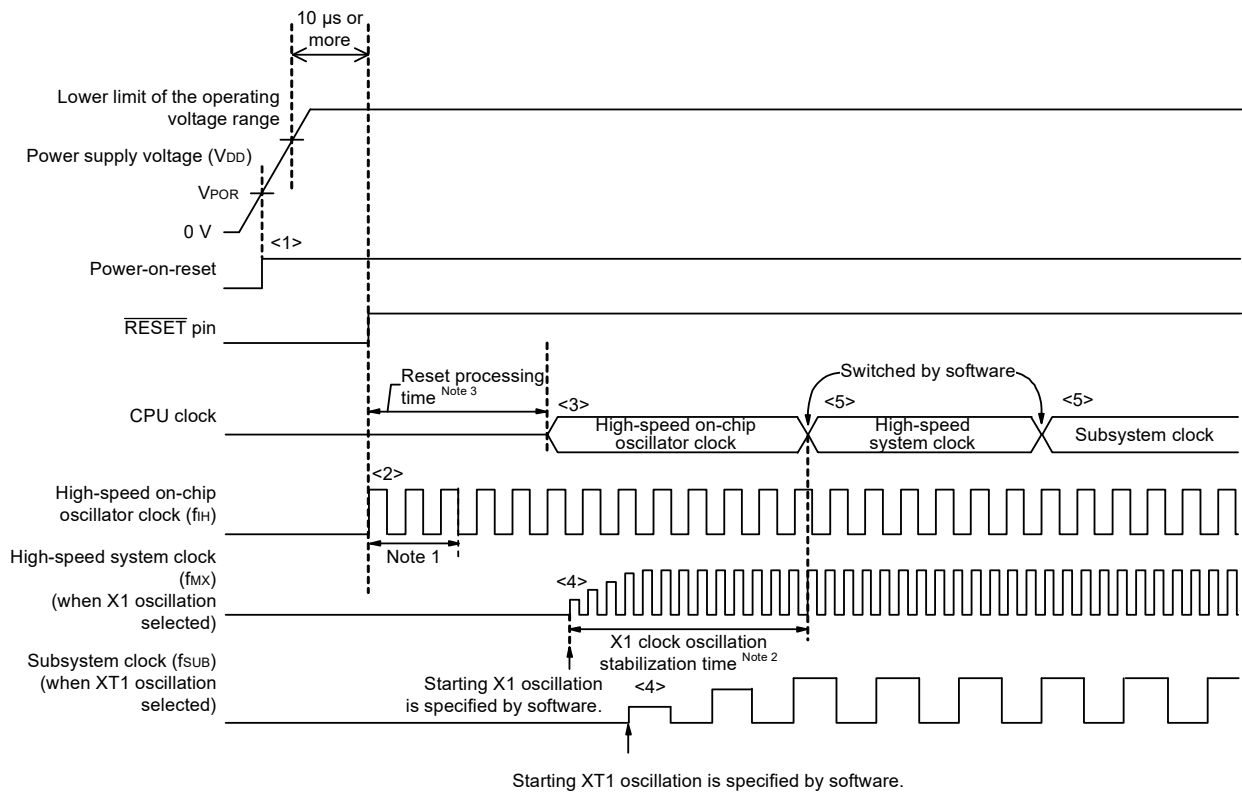 10 µs or
more
Lower limit of the operating
voltage range
Power supply voltage (VDD)
VPOR
0 V
<1>
Power-on-reset
RESET pin
Reset processing
time Note 3
Switched by software
CPU clock
<3>
<5>
<5>
High-speed on-chip
oscillator clock
High-speed
system clock
Subsystem clock
<2>
High-speed on-chip
oscillator clock (fIH)
Note 1
High-speed system clock
(fMX)
(when X1 oscillation
selected)
<4>
X1 clock oscillation
stabilization time Note 2
Subsystem clock (fSUB)
(when XT1 oscillation
selected)
Starting X1 oscillation
is specified by software.
<4>
Starting XT1 oscillation is specified by software.